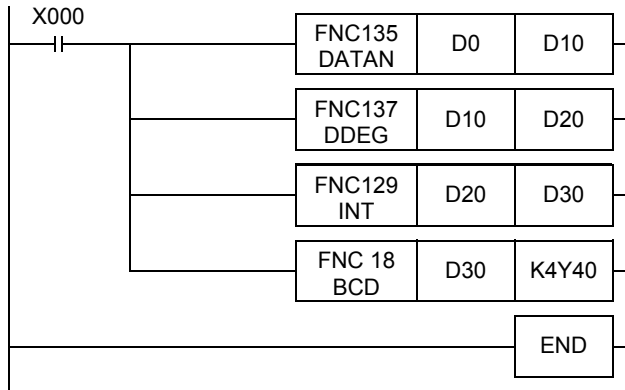 X000
FNC135
DATAN
D0
D10
FNC137
DDEG
D10
D20
FNC129
INT
D20
D30
FNC 18
BCD
D30
K4Y40
END